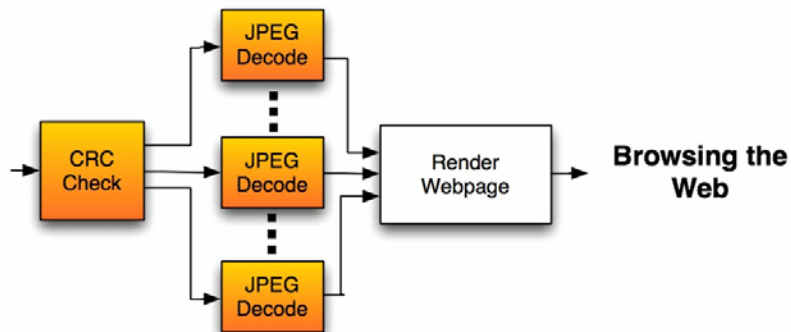 JPEG
Decode
CRC
Check
JPEG
Decode
JPEG
Decode
Render
Webpage
Browsing the
Web